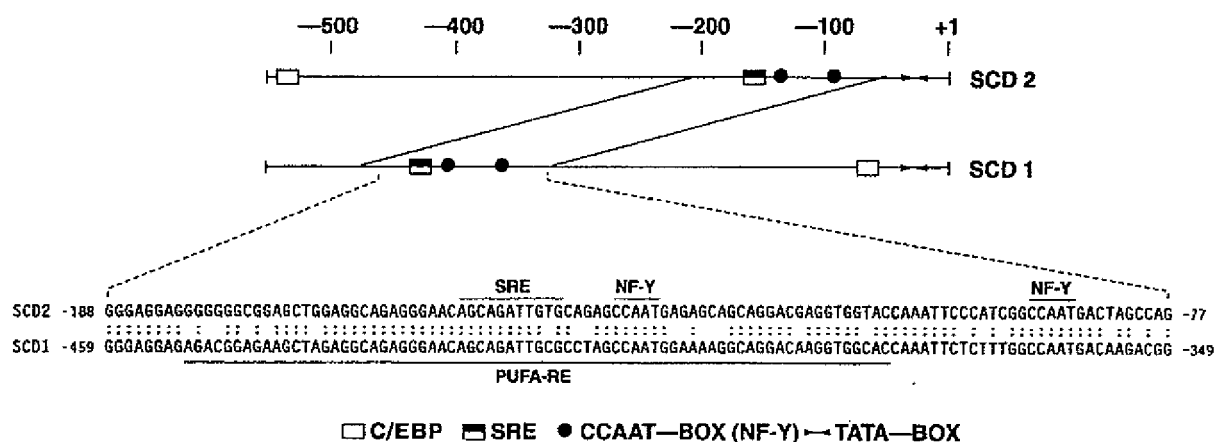 —500 —400 —300 —200 —100 +1
SCD 2
SCD 1
SRE NF-Y NF-Y
SCD2 -188 GGGAGGAGGGGGGGCGGAGCTGGAGGCAGAGGGAACAGCAGATTGTGCAGAGCCAATGAGAGCAGCAGGACGAGGTGGTACCAAATTCCCATCGGCCAATGACTAGCCAG -77
SCD1 -459 GGGAGGAGAGACGGAGAAGCTAGAGGCAGAGGGAACAGCAGATTGCGCCTAGCCAATGGAAAAGGCAGGACAAGGTGGCACCAAATTCTCTTTGGCCAATGACAAGACGG -349
PUFA-RE
C/EBP SRE CCAAT—BOX (NF-Y) TATA—BOX